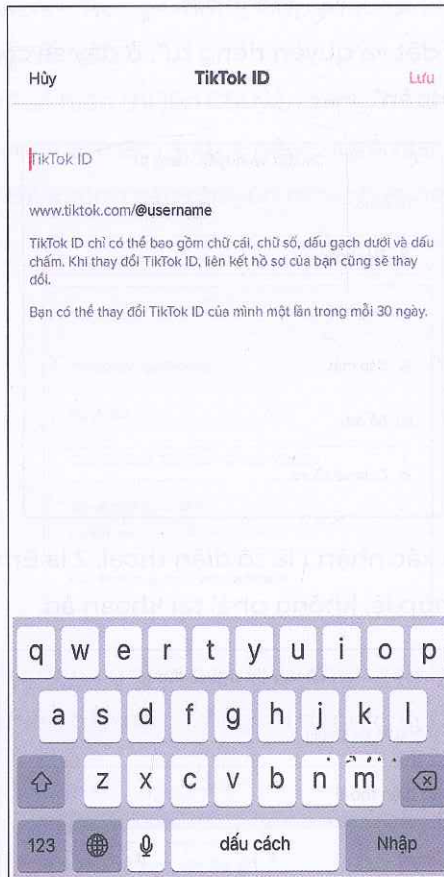 Hủy TikTok ID Lưu
TikTok ID
www.tiktok.com/@username
TikTok ID chỉ có thể bao gồm chữ cái, chữ số, dấu gạch dưới và dấu
chấm. Khi thay đổi TikTok ID, liên kết hồ sơ của bạn cũng sẽ thay
đổi.
Bạn có thể thay đổi TikTok ID của mình một lần trong mỗi 30 ngày.
q w e r t y u i o p
a s d f g h j k l
z x c v b n m
123 dấu cách Nhập